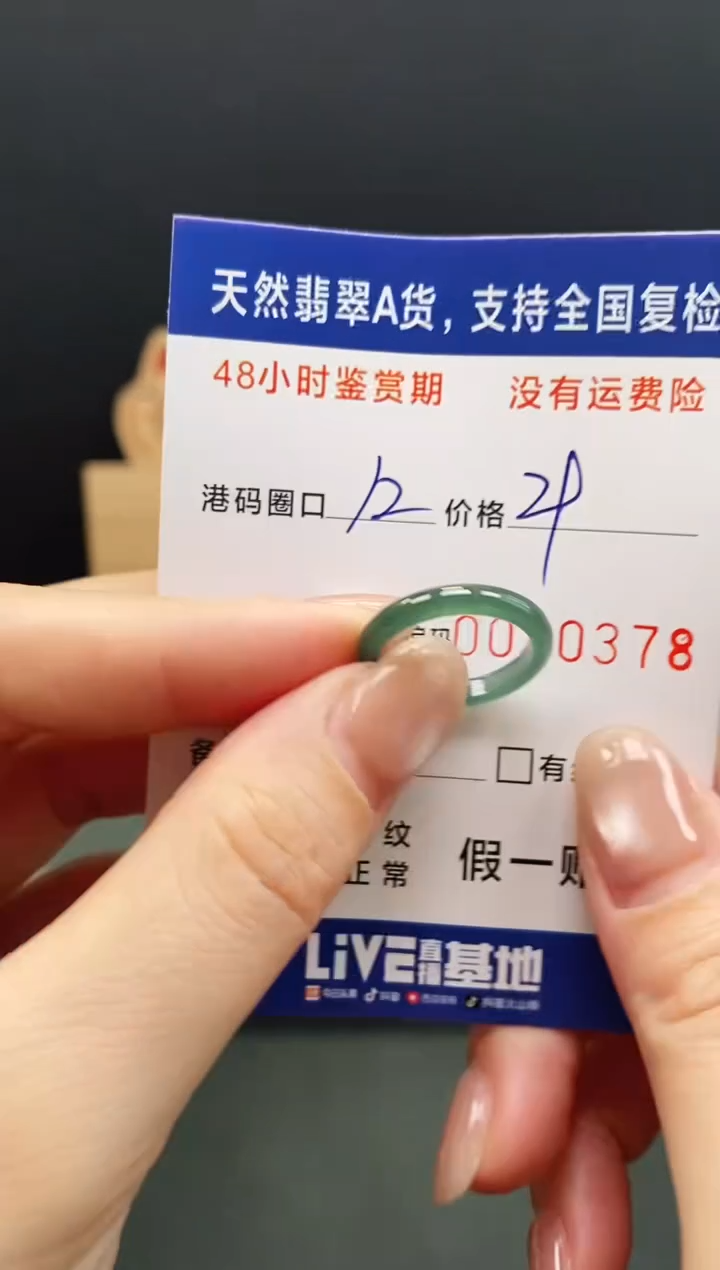 天然翡翠A货，支持全国复检
48小时鉴赏期 没有运费险
港码圈口 12 价格 24
00 0378
备 □有
纹
正常 假一赔
LiVE直播基地